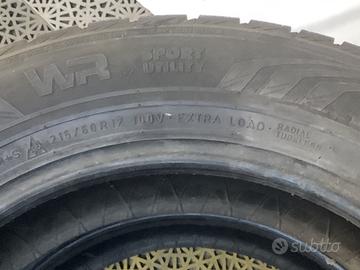 WR SPORT
UTILITY
215/60R17 100V EXTRA LOAD RADIAL
TUBELESS
subito